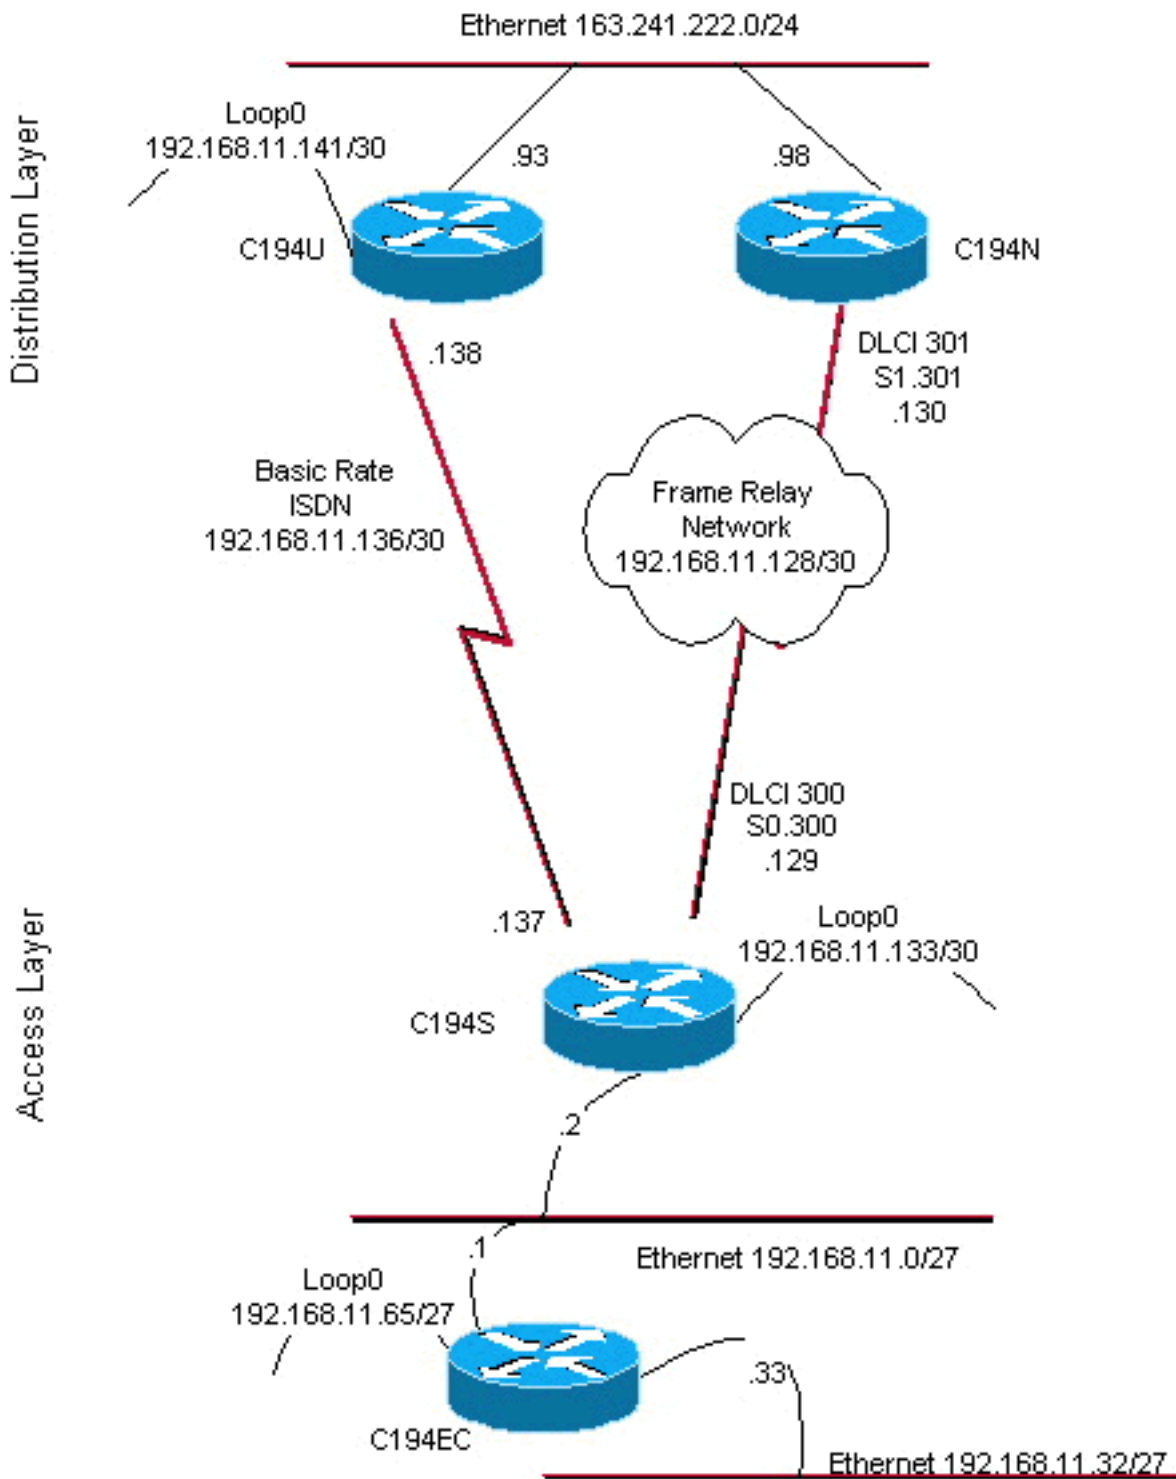 Ethernet 163.241.222.0/24
Distribution Layer
Loop0
192.168.11.141/30
.93
.98
C194U
C194N
.138
DLCI 301
S1.301
.130
Basic Rate
ISDN
192.168.11.136/30
Frame Relay
Network
192.168.11.128/30
DLCI 300
S0.300
.129
Access Layer
.137
Loop0
192.168.11.133/30
C194S
.2
.1
Ethernet 192.168.11.0/27
Loop0
192.168.11.65/27
.33
C194EC
Ethernet 192.168.11.32/27